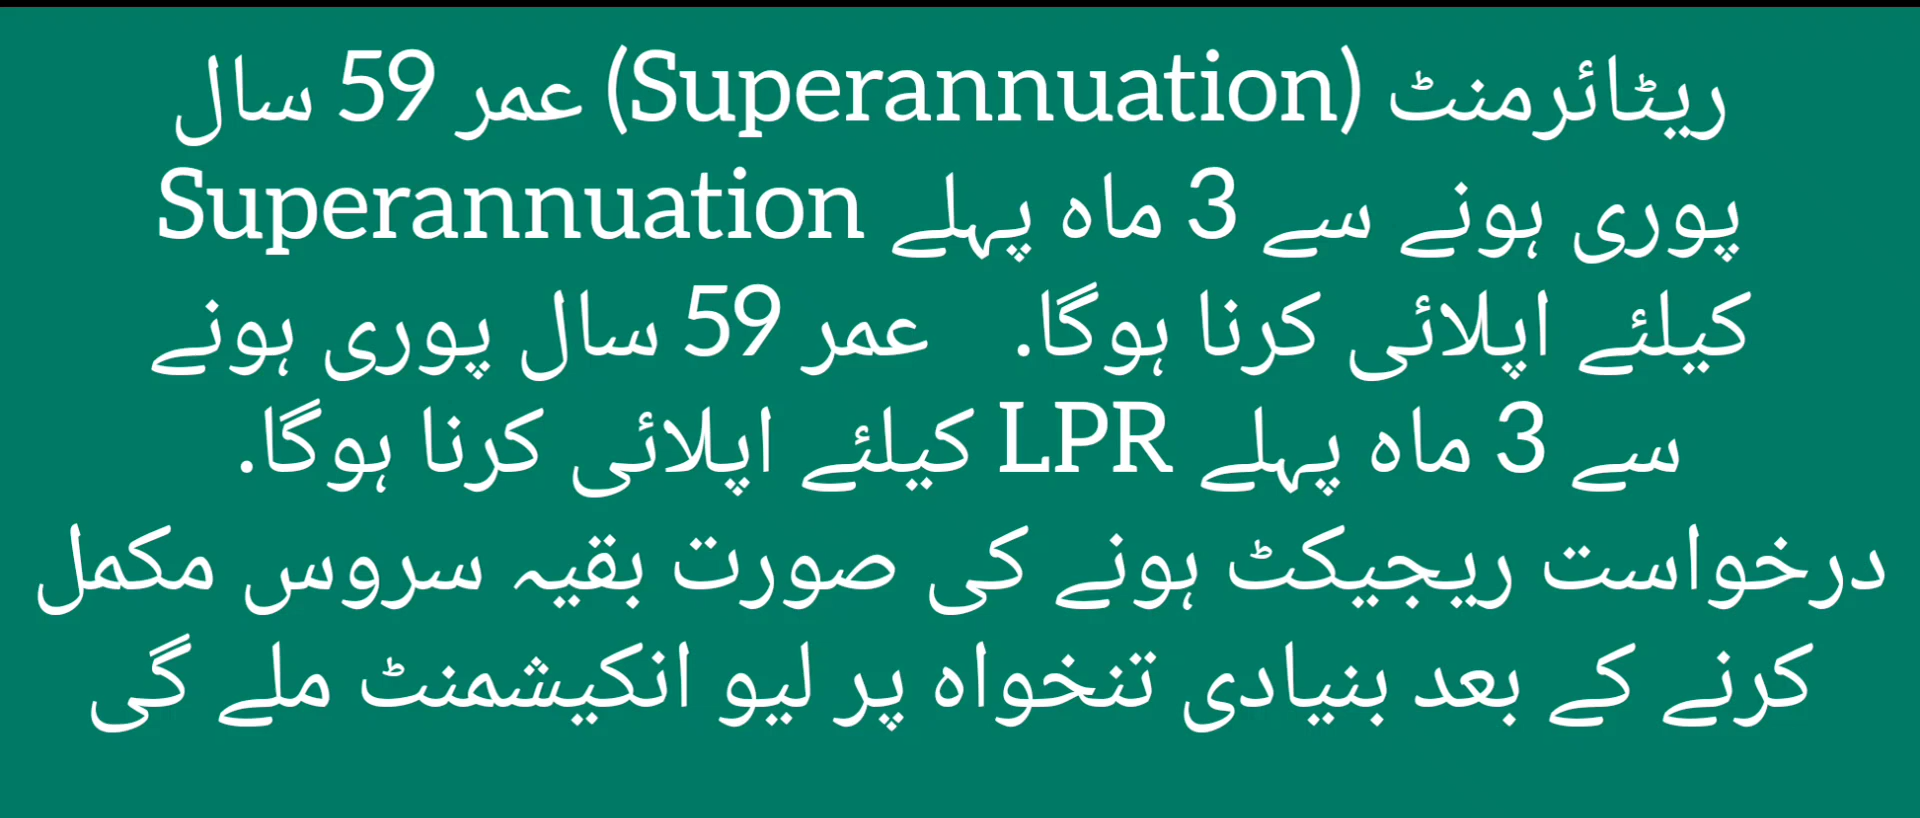 ریٹائرمنٹ (Superannuation) عمر 59 سال
پوری ہونے سے 3 ماہ پہلے Superannuation
کیلئے اپلائی کرنا ہوگا. عمر 59 سال پوری ہونے
سے 3 ماہ پہلے LPR کیلئے اپلائی کرنا ہوگا.
درخواست ریجیکٹ ہونے کی صورت بقیہ سروس مکمل
کرنے کے بعد بنیادی تنخواہ پر لیو انکیشمنٹ ملے گی